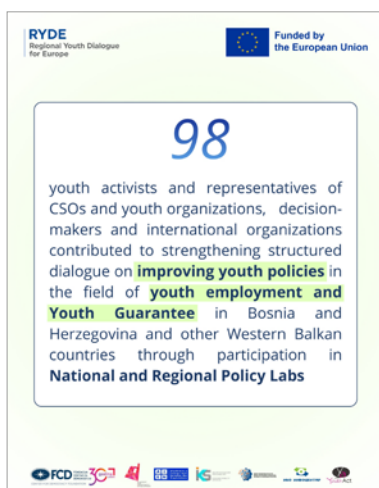 RYDE
Regional Youth Dialogue
for Europe
Funded by
the European Union
98
youth activists and representatives of
CSOs and youth organizations, decision-
makers and international organizations
contributed to strengthening structured
dialogue on improving youth policies in
the field of youth employment and
Youth Guarantee in Bosnia and
Herzegovina and other Western Balkan
countries through participation in
National and Regional Policy Labs
FCD